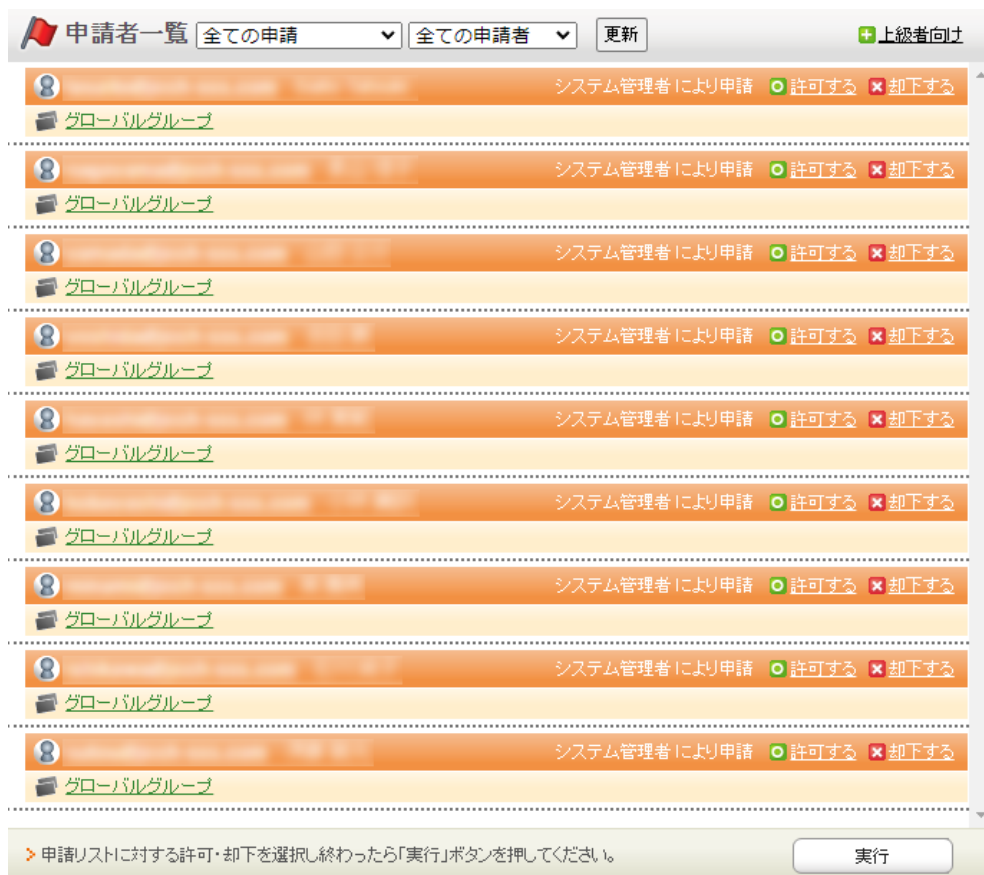 申請者一覧 全ての申請 全ての申請者 更新 上級者向け
システム管理者により申請 許可する 却下する
グローバルグループ
システム管理者により申請 許可する 却下する
グローバルグループ
システム管理者により申請 許可する 却下する
グローバルグループ
システム管理者により申請 許可する 却下する
グローバルグループ
システム管理者により申請 許可する 却下する
グローバルグループ
システム管理者により申請 許可する 却下する
グローバルグループ
システム管理者により申請 許可する 却下する
グローバルグループ
システム管理者により申請 許可する 却下する
グローバルグループ
システム管理者により申請 許可する 却下する
グローバルグループ
申請リストに対する許可・却下を選択し終わったら「実行」ボタンを押してください。 実行